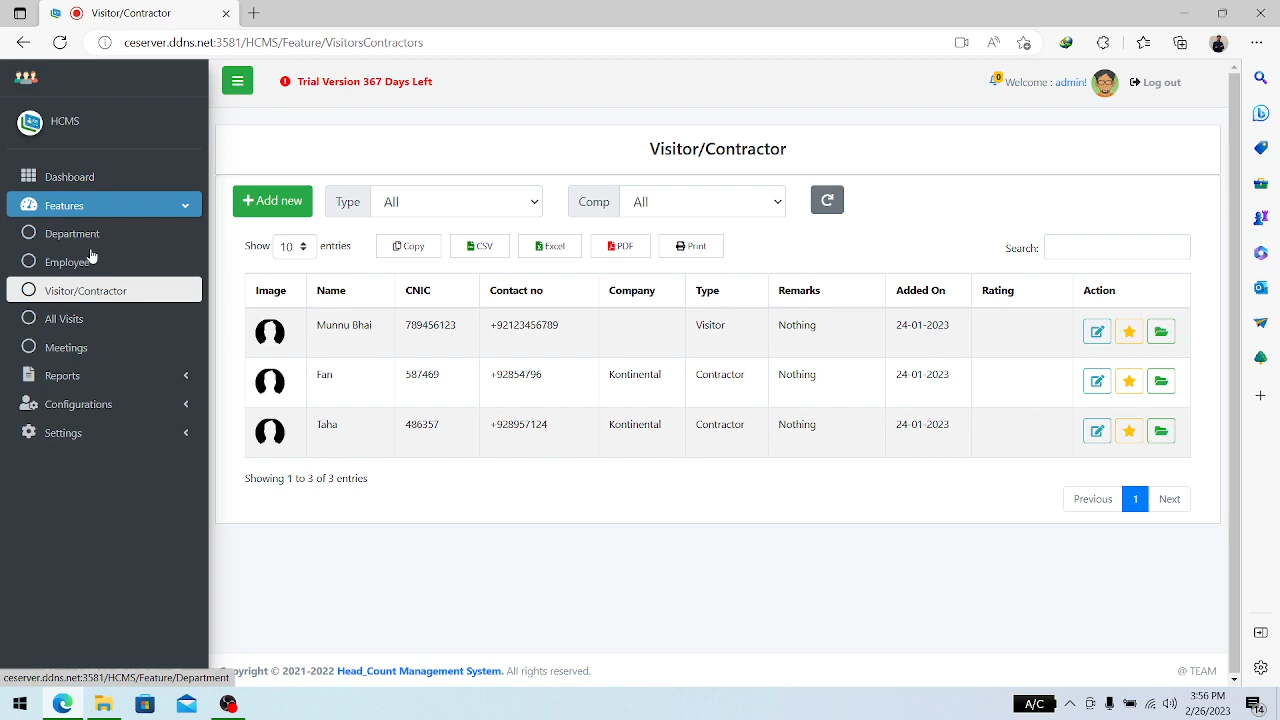 Visitor/Contractor
ceserver.ddns.net:3581/HCMS/Feature/VisitorsContractors
Trial Version 367 Days Left
0
Welcome : admin!
Log out
HCMS
Dashboard
Features
Department
Employee
Visitor/Contractor
All Visits
Meetings
Reports
Configurations
Settings
Visitor/Contractor
Add new Type All Comp All
Show 10 entries Copy CSV Excel PDF Print Search:
Image Name CNIC Contact no Company Type Remarks Added On Rating Action
Munnu Bhai 789456123 +92123456789 Visitor Nothing 24-01-2023
Fan 587469 +92854796 Kontinental Contractor Nothing 24-01-2023
Taha 486357 +928957124 Kontinental Contractor Nothing 24-01-2023
Showing 1 to 3 of 3 entries
Previous 1 Next
ceserver.ddns.net:3581/HCMS/Feature/Department
pyright © 2021-2022 Head_Count Management System. All rights reserved.
A/C
3:56 PM
2/26/2023
14